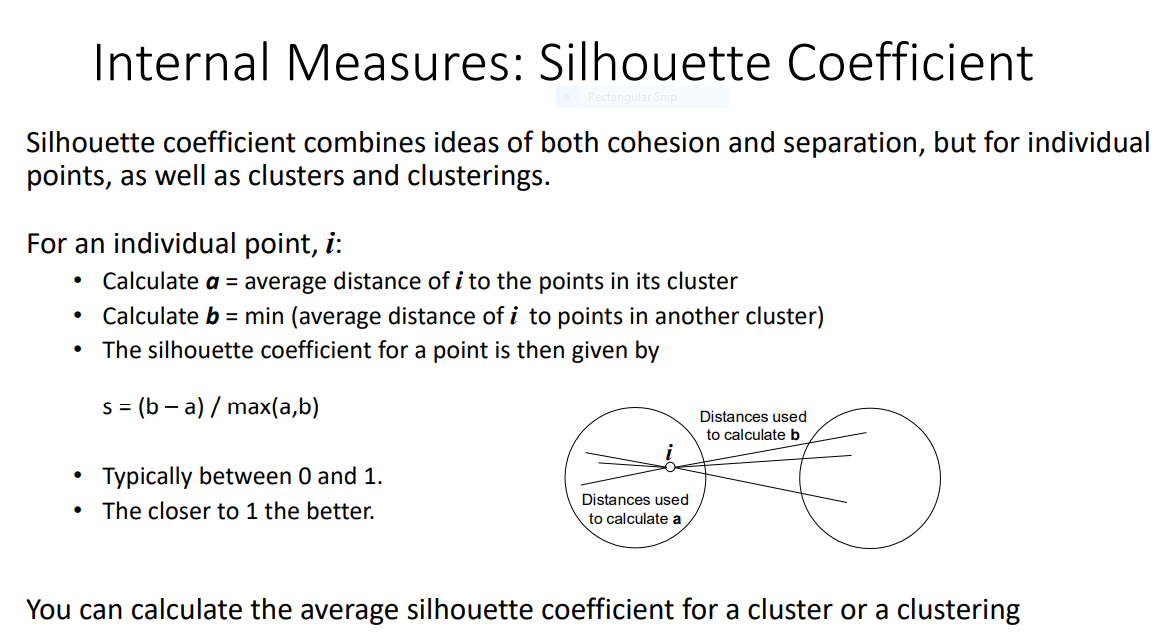 Internal Measures: Silhouette Coefficient
Rectangular Snip
Silhouette coefficient combines ideas of both cohesion and separation, but for individual
points, as well as clusters and clusterings.
For an individual point, i:
• Calculate a = average distance of i to the points in its cluster
• Calculate b = min (average distance of i to points in another cluster)
• The silhouette coefficient for a point is then given by
s = (b – a) / max(a,b)
• Typically between 0 and 1.
• The closer to 1 the better.
Distances used
to calculate b
i
Distances used
to calculate a
You can calculate the average silhouette coefficient for a cluster or a clustering